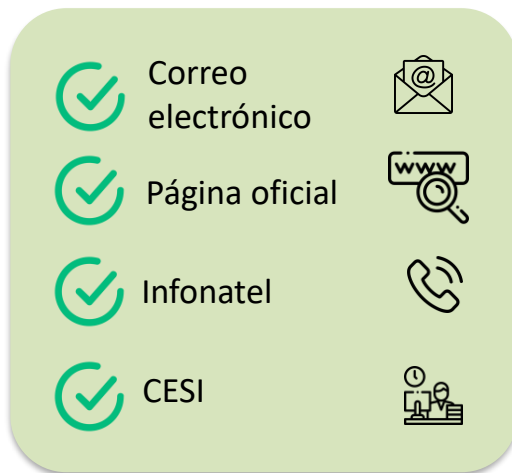 Correo
electrónico
@
Página oficial
www
Infonatel
CESI